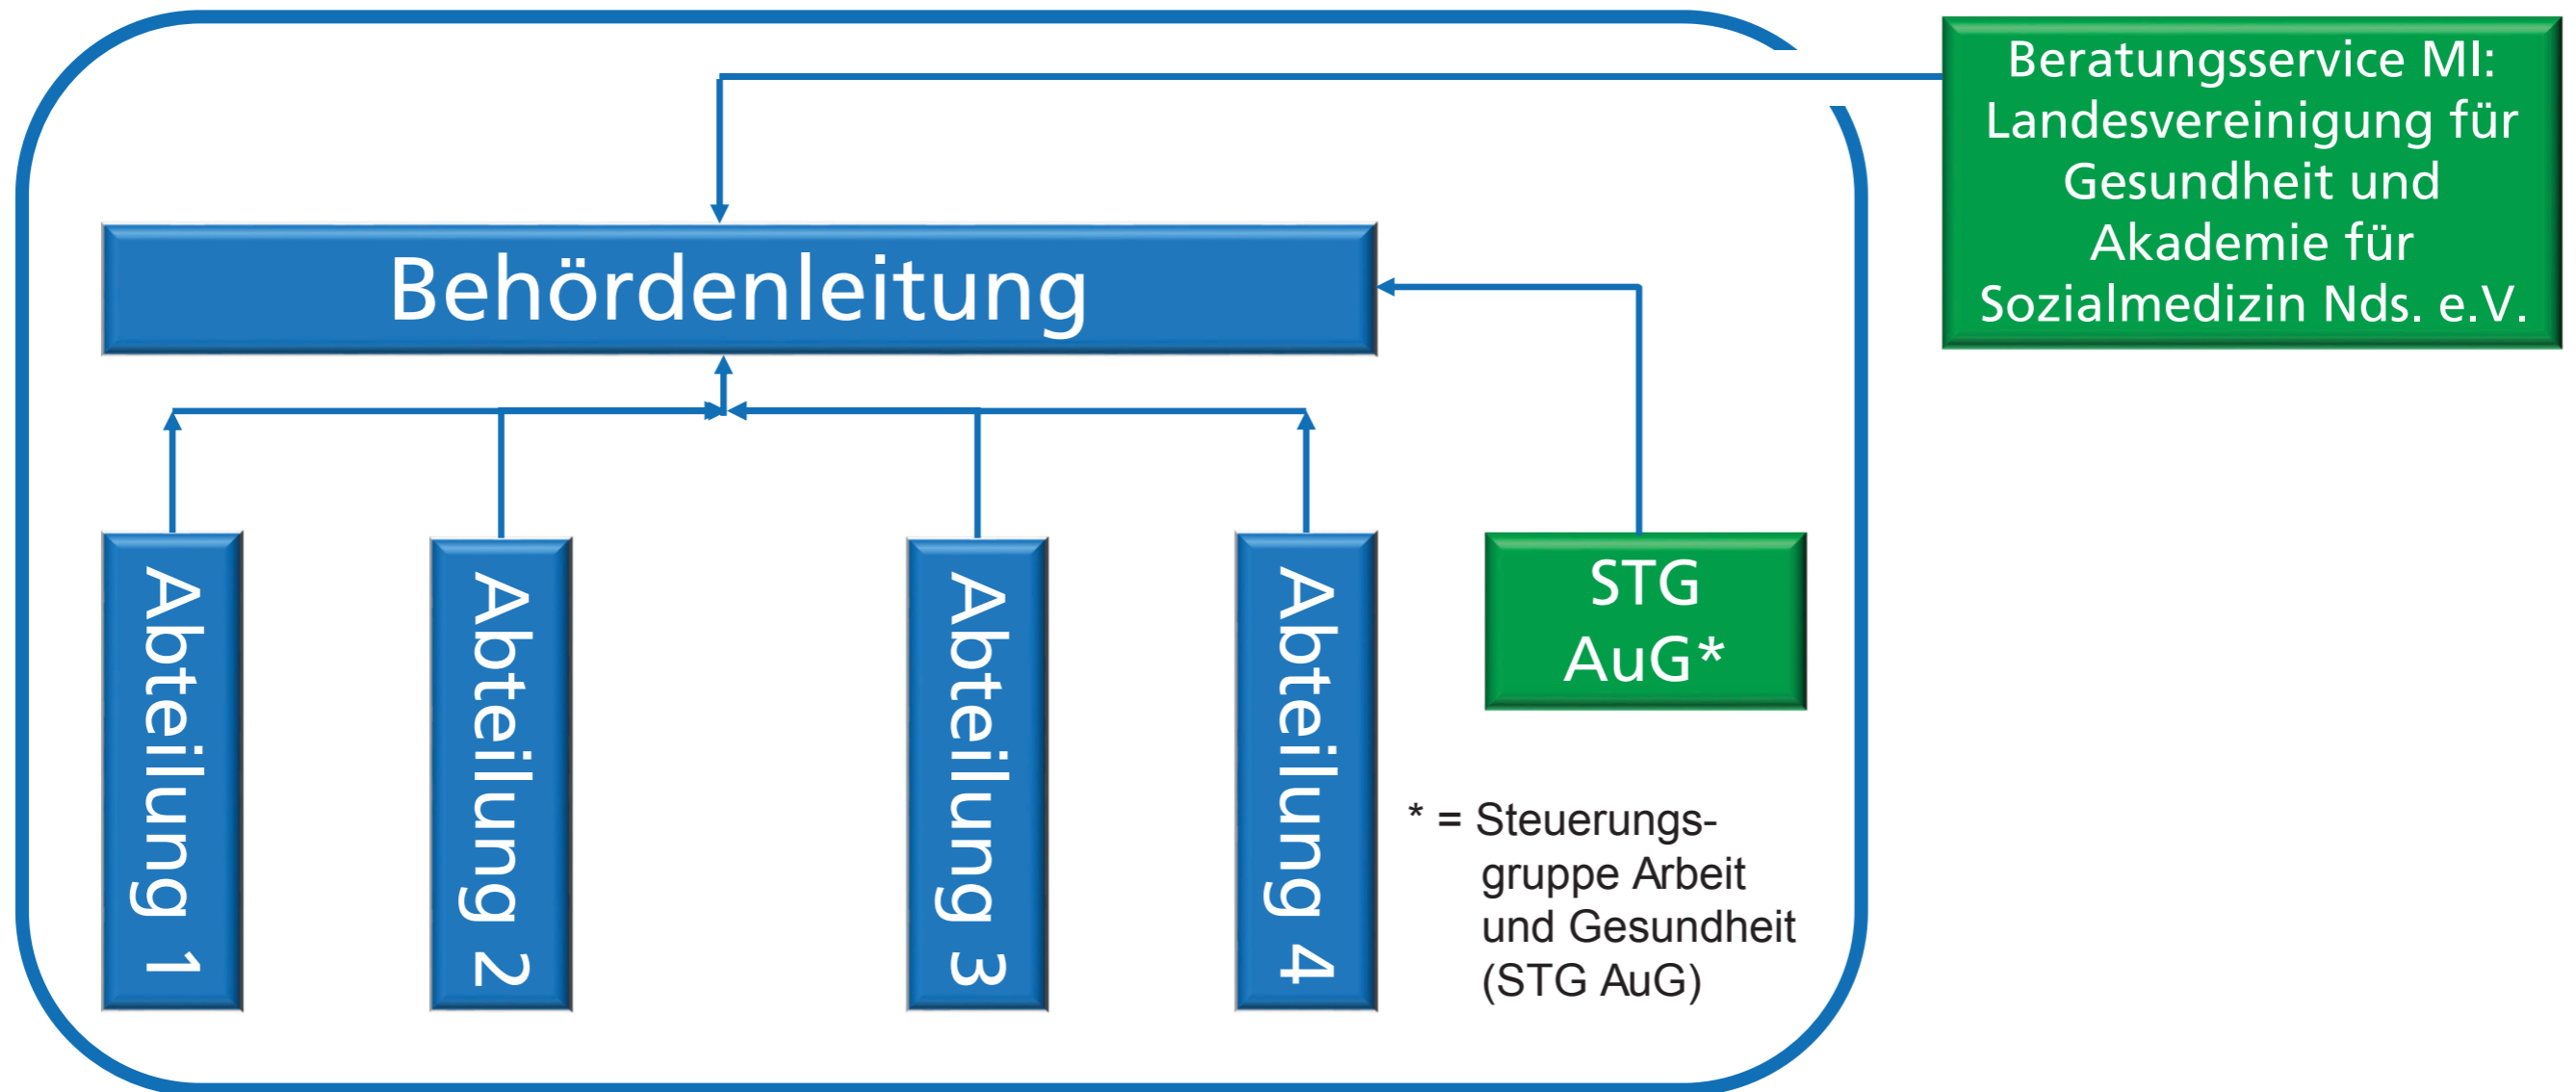 Beratungsservice MI:
Landesvereinigung für
Gesundheit und
Akademie für
Sozialmedizin Nds. e.V.
Behördenleitung
Abteilung 1
Abteilung 2
Abteilung 3
Abteilung 4
STG
AuG*
* = Steuerungs-
gruppe Arbeit
und Gesundheit
(STG AuG)